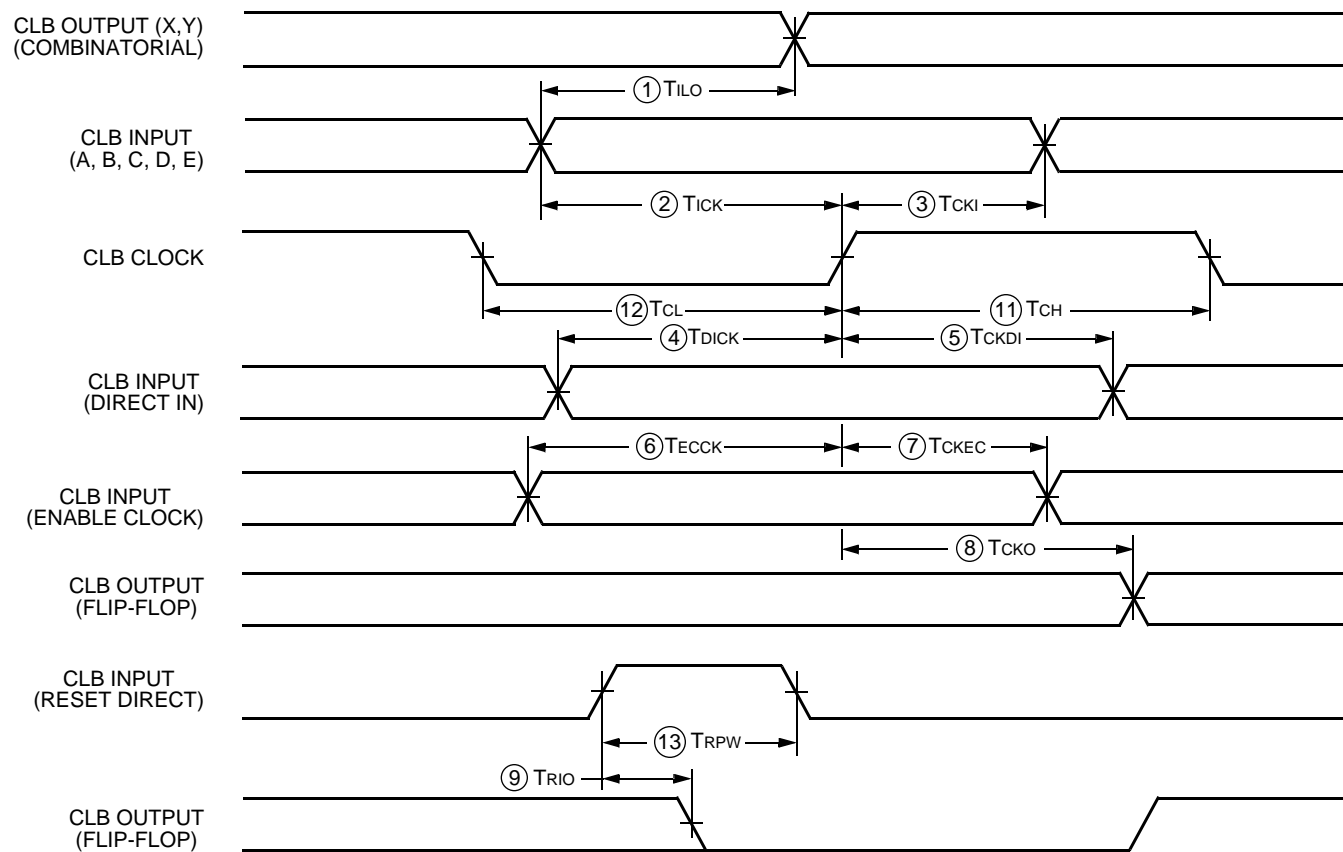 CLB OUTPUT (X,Y)
(COMBINATORIAL)
1 TILO
CLB INPUT
(A, B, C, D, E)
2 TICK
3 TCKI
CLB CLOCK
12 TCL
11 TCH
4 TDICK
5 TCKDI
CLB INPUT
(DIRECT IN)
6 TECCK
7 TCKEC
CLB INPUT
(ENABLE CLOCK)
8 TCKO
CLB OUTPUT
(FLIP-FLOP)
CLB INPUT
(RESET DIRECT)
13 TRPW
9 TRIO
CLB OUTPUT
(FLIP-FLOP)